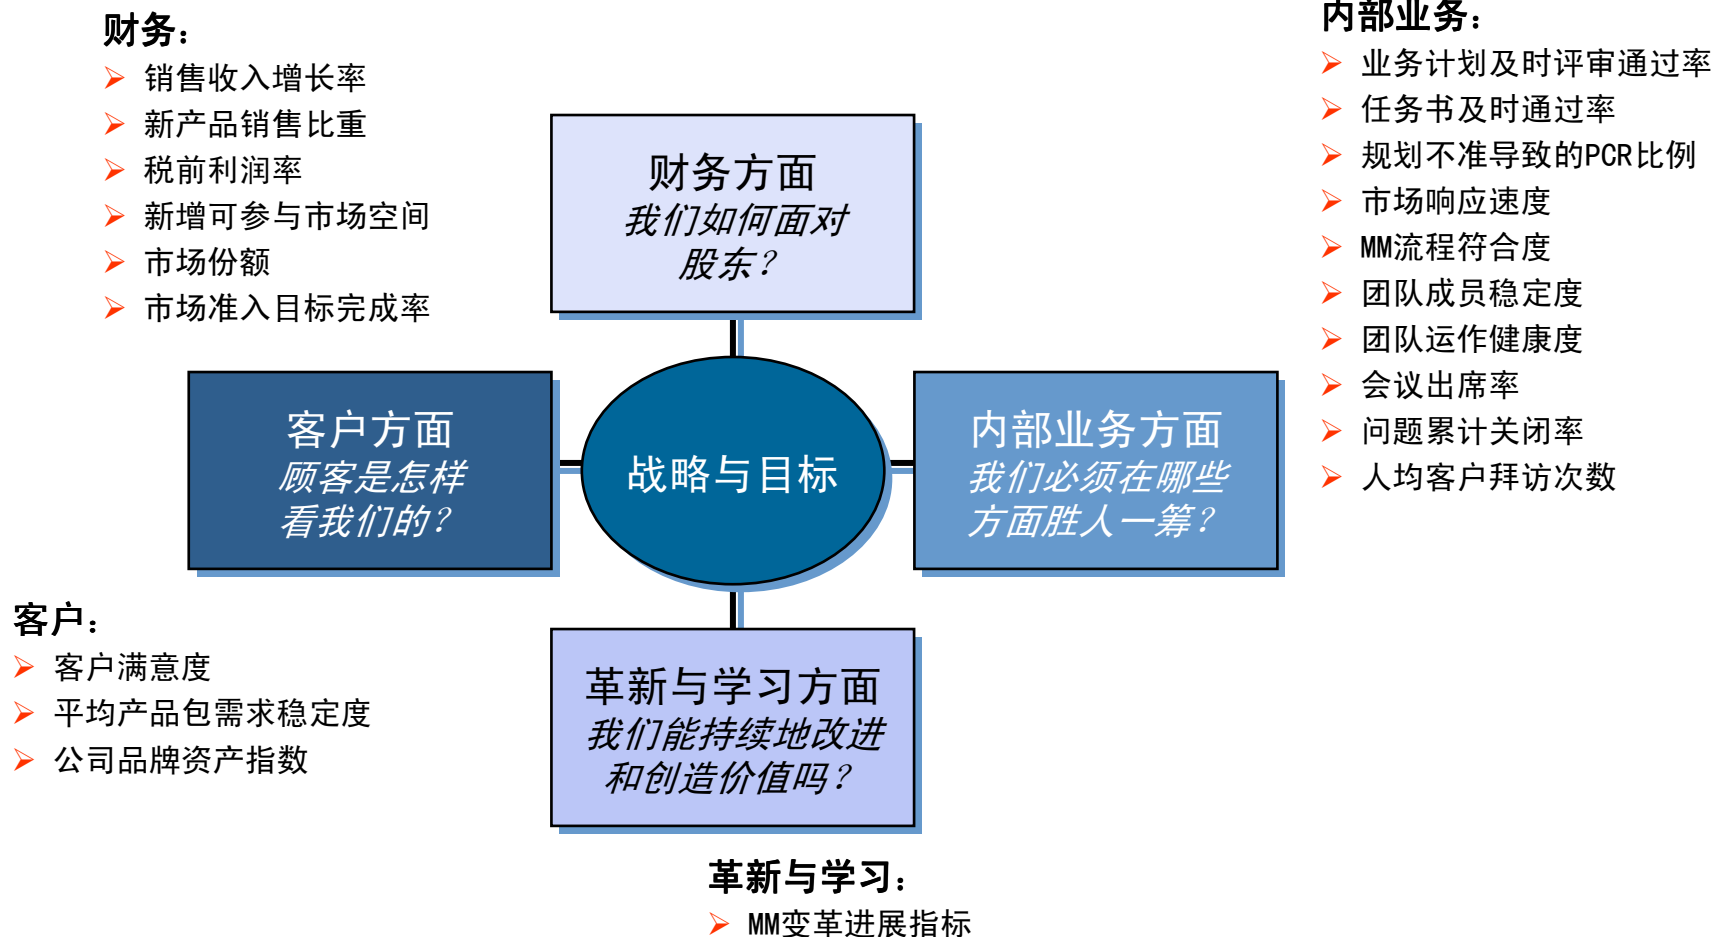 财务：
销售收入增长率
新产品销售比重
税前利润率
新增可参与市场空间
市场份额
市场准入目标完成率
内部业务：
业务计划及时评审通过率
任务书及时通过率
规划不准导致的PCR比例
市场响应速度
MM流程符合度
团队成员稳定度
团队运作健康度
会议出席率
问题累计关闭率
人均客户拜访次数
财务方面
我们如何面对
股东？
客户方面
顾客是怎样
看我们的？
战略与目标
内部业务方面
我们必须在哪些
方面胜人一筹？
客户：
客户满意度
平均产品包需求稳定度
公司品牌资产指数
革新与学习方面
我们能持续地改进
和创造价值吗？
革新与学习：
MM变革进展指标